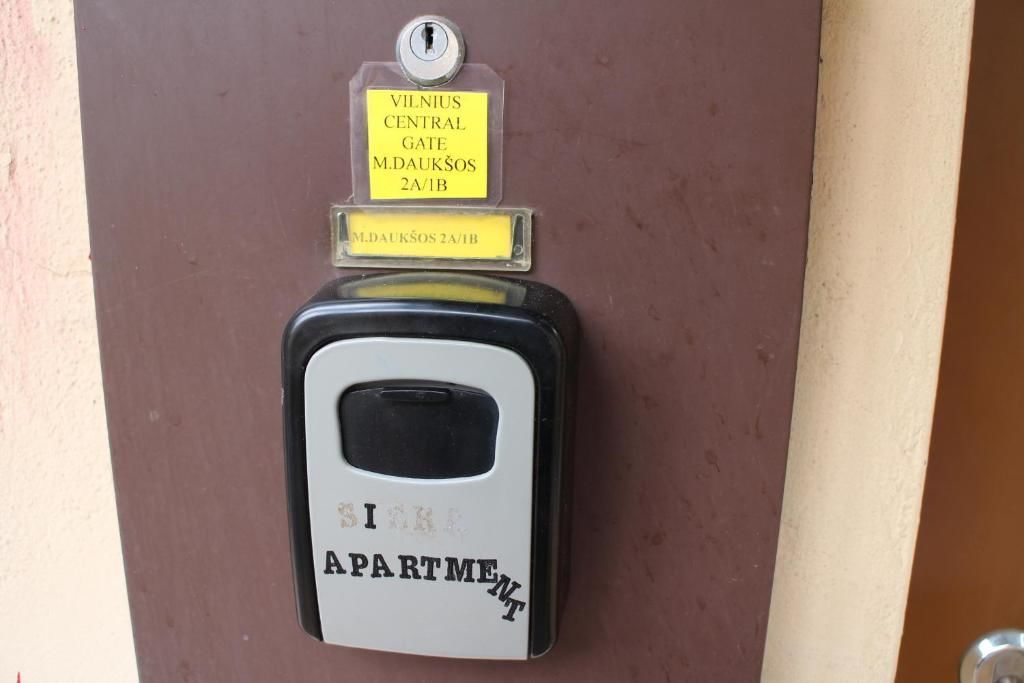 VILNIUS
CENTRAL
GATE
M.DAUKŠOS
2A/1B
M.DAUKŠOS 2A/1B
APARTMENT